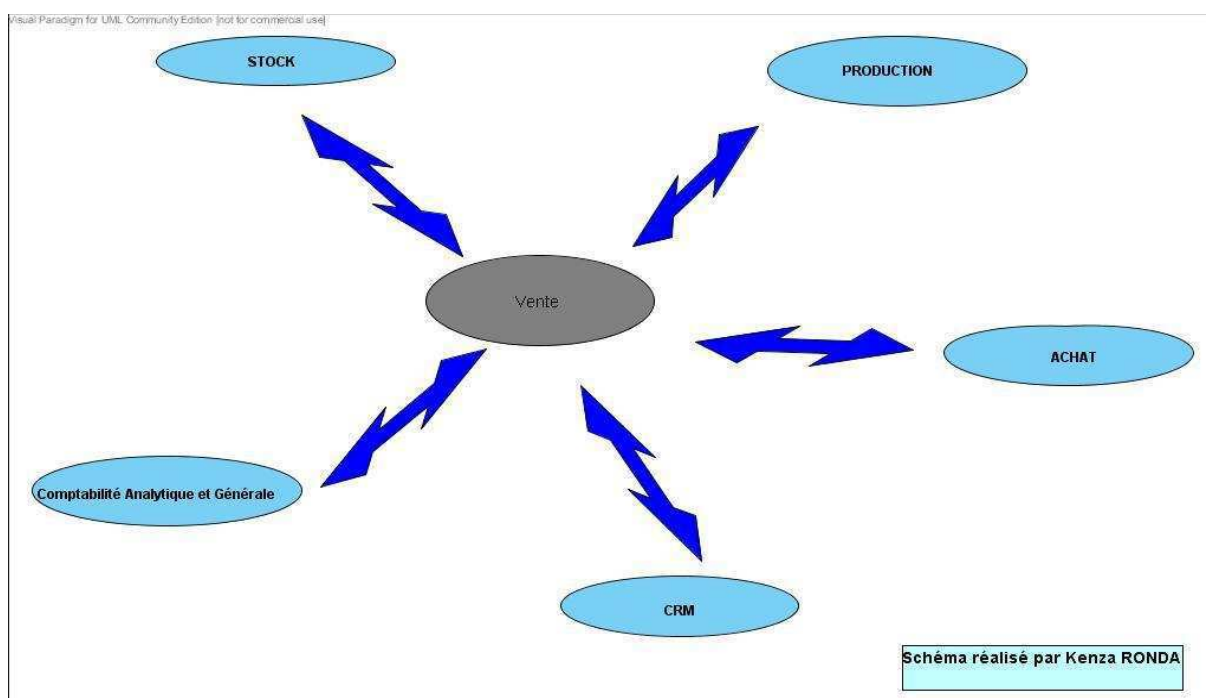 Visual Paradigm for UML Community Edition [not for commercial use]
STOCK
PRODUCTION
Vente
ACHAT
Comptabilité Analytique et Générale
CRM
Schéma réalisé par Kenza RONDA